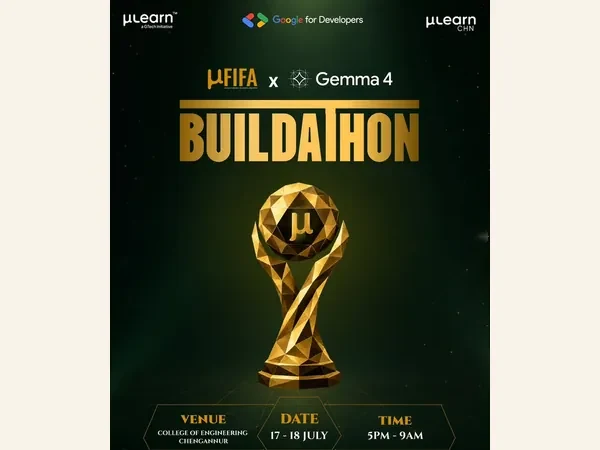 µLearn™
a GTech Initiative
Google for Developers
µLearn
CHN
µFIFA x Gemma 4
BUILDATHON
µ
VENUE
COLLEGE OF ENGINEERING
CHENGANNUR
DATE
17 - 18 JULY
TIME
5PM - 9AM